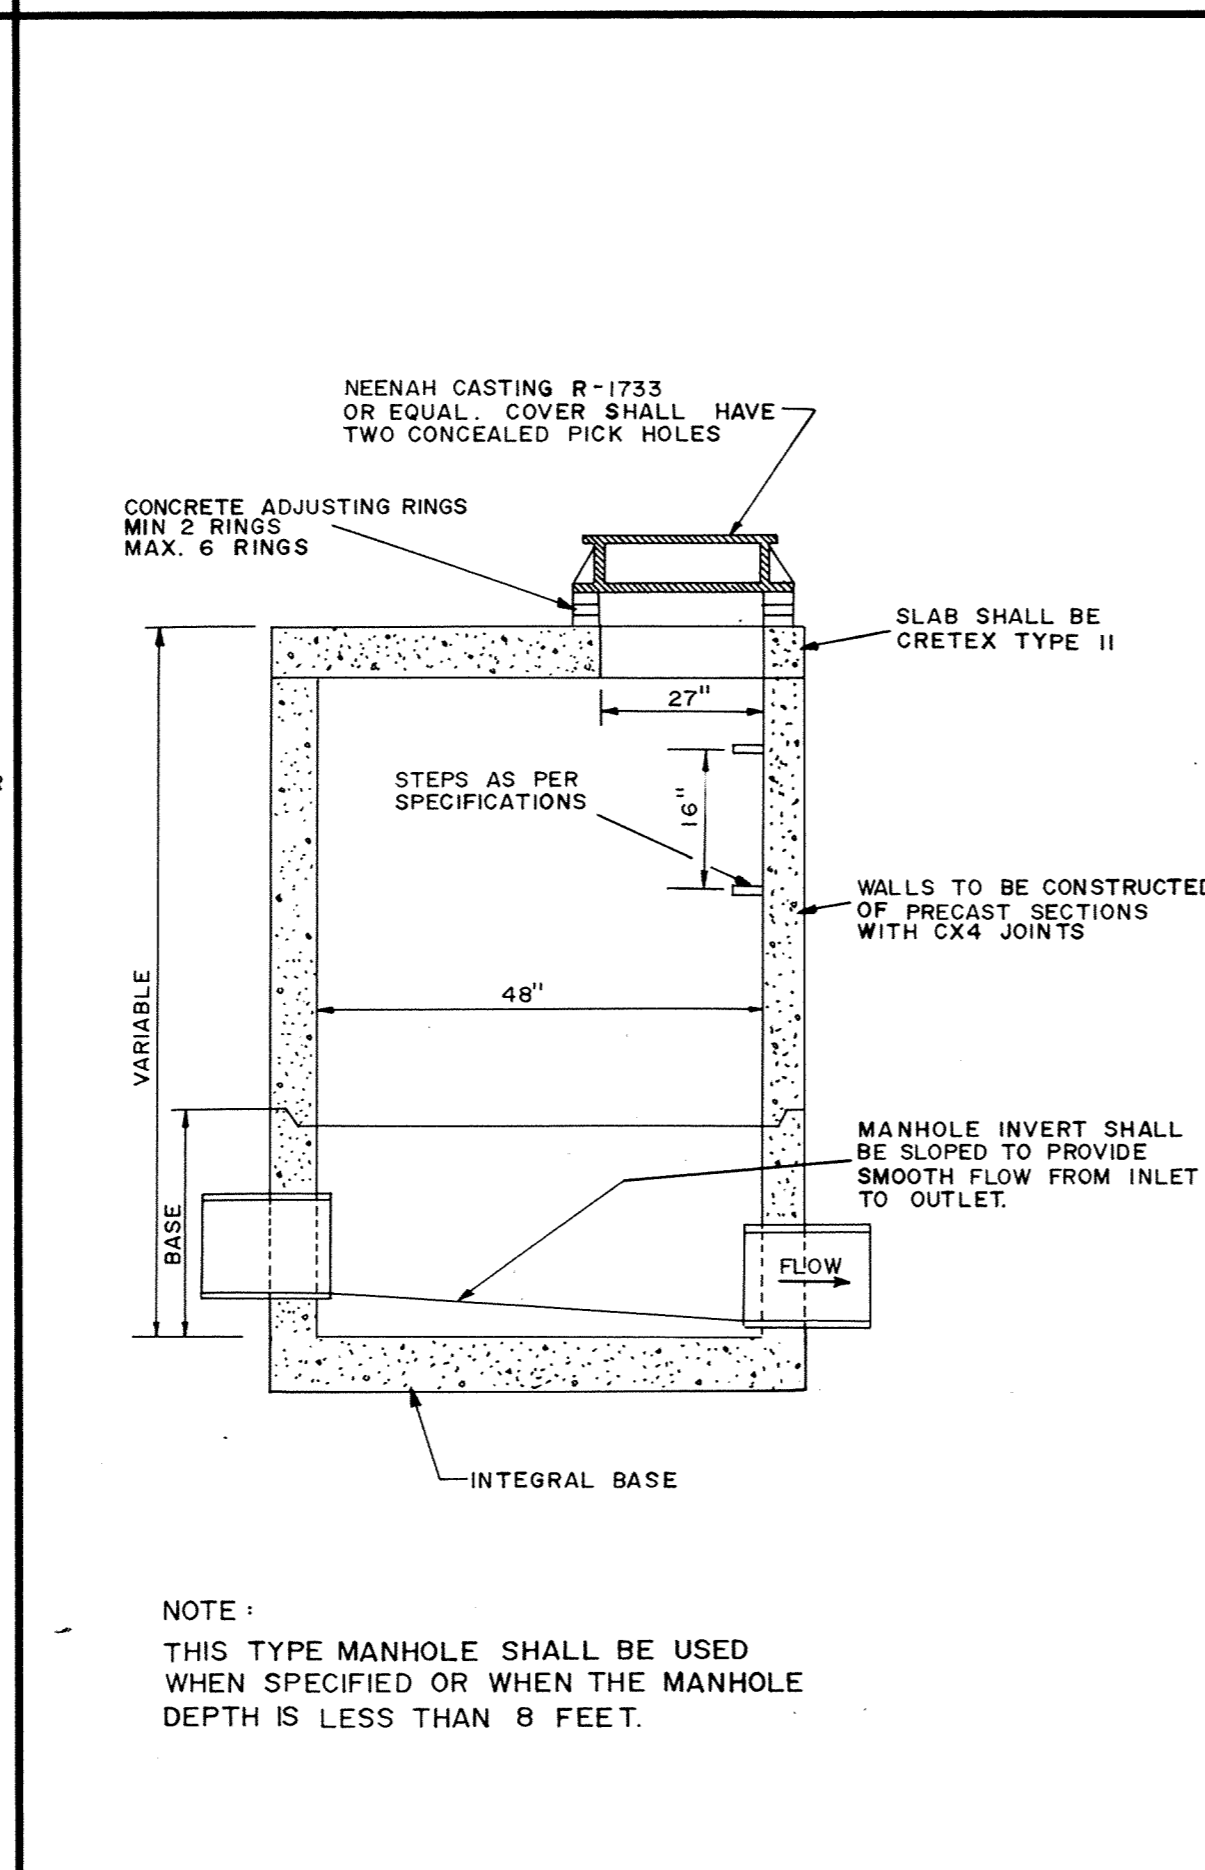 NEENAH CASTING R-1733
OR EQUAL. COVER SHALL HAVE
TWO CONCEALED PICK HOLES
CONCRETE ADJUSTING RINGS
MIN 2 RINGS
MAX. 6 RINGS
SLAB SHALL BE
CRETEX TYPE II
27"
STEPS AS PER
SPECIFICATIONS
16"
WALLS TO BE CONSTRUCTED
OF PRECAST SECTIONS
WITH CX4 JOINTS
48"
VARIABLE
MANHOLE INVERT SHALL
BE SLOPED TO PROVIDE
SMOOTH FLOW FROM INLET
TO OUTLET.
BASE
FLOW
INTEGRAL BASE
NOTE :
THIS TYPE MANHOLE SHALL BE USED
WHEN SPECIFIED OR WHEN THE MANHOLE
DEPTH IS LESS THAN 8 FEET.